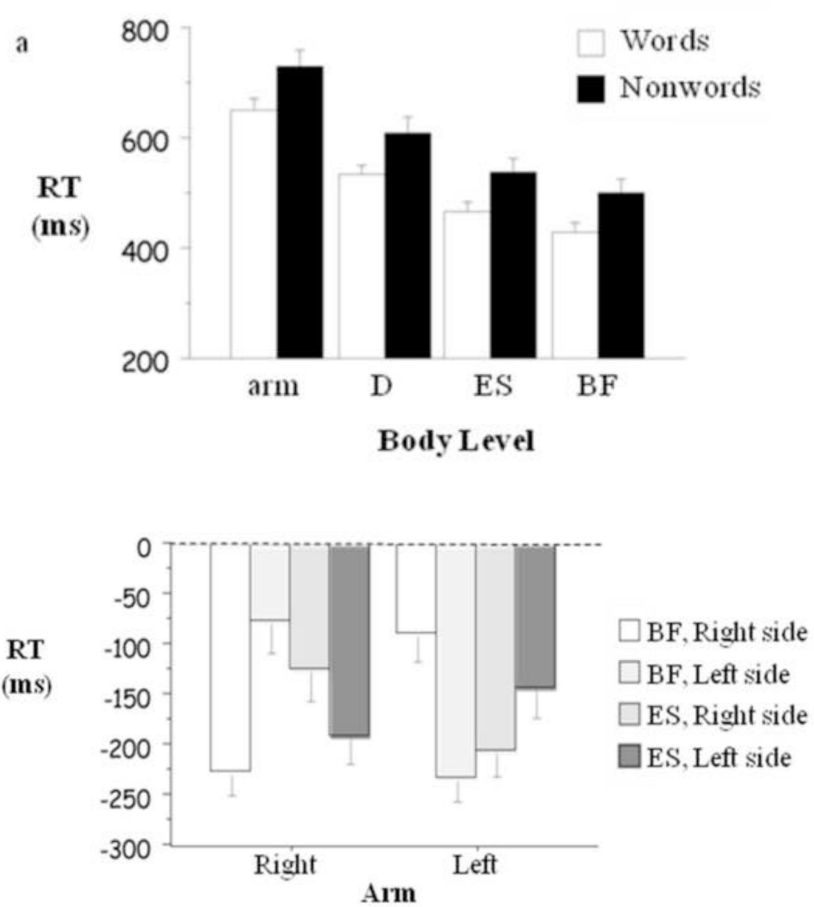 a
800
600
400
200
RT
(ms)
Words
Nonwords
arm D ES BF
Body Level
0
-50
-100
-150
-200
-250
-300
RT
(ms)
BF, Right side
BF, Left side
ES, Right side
ES, Left side
Right Left
Arm